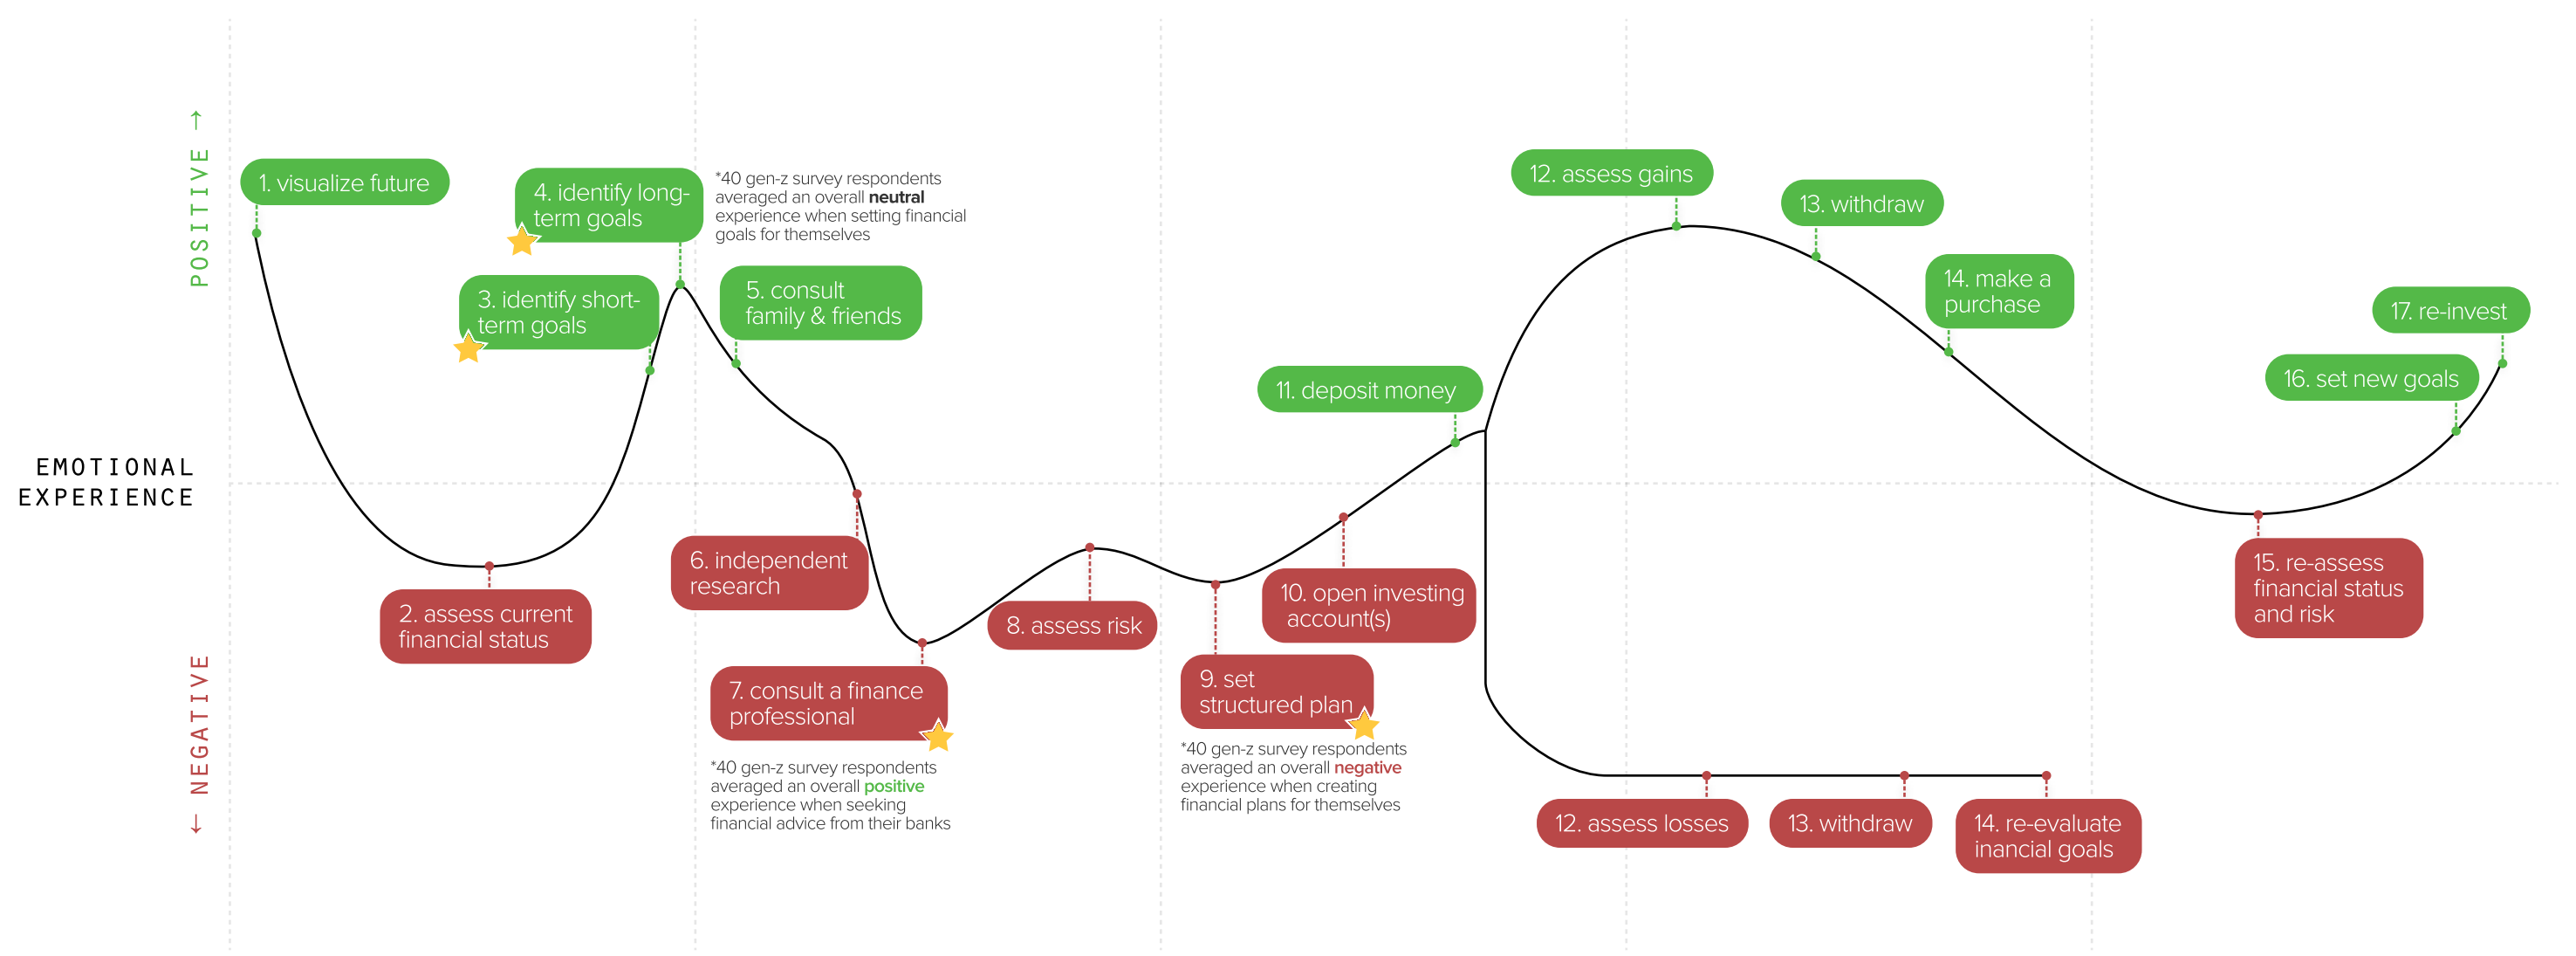 POSITIVE →
EMOTIONAL
EXPERIENCE
← NEGATIVE
1. visualize future
2. assess current
financial status
3. identify short-
term goals
4. identify long-
term goals
*40 gen-z survey respondents
averaged an overall neutral
experience when setting financial
goals for themselves
5. consult
family & friends
6. independent
research
7. consult a finance
professional
*40 gen-z survey respondents
averaged an overall positive
experience when seeking
financial advice from their banks
8. assess risk
9. set
structured plan
*40 gen-z survey respondents
averaged an overall negative
experience when creating
financial plans for themselves
10. open investing
account(s)
11. deposit money
12. assess gains
13. withdraw
14. make a
purchase
12. assess losses
13. withdraw
14. re-evaluate
inancial goals
15. re-assess
financial status
and risk
16. set new goals
17. re-invest